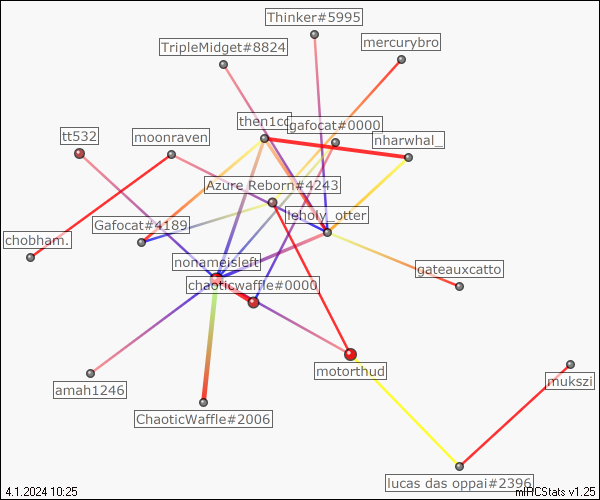 Thinker#5995
mercurybro
TripleMidget#8824
then1cc
gafocat#0000
tt532
moonraven
nharwhal_
Azure Reborn#4243
leholy_otter
Gafocat#4189
chobham.
nonameisleft
gateauxcatto
chaoticwaffle#0000
motorthud
mukszi
amah1246
ChaoticWaffle#2006
lucas das oppai#2396
4.1.2024 10:25
mIRCStats v1.25